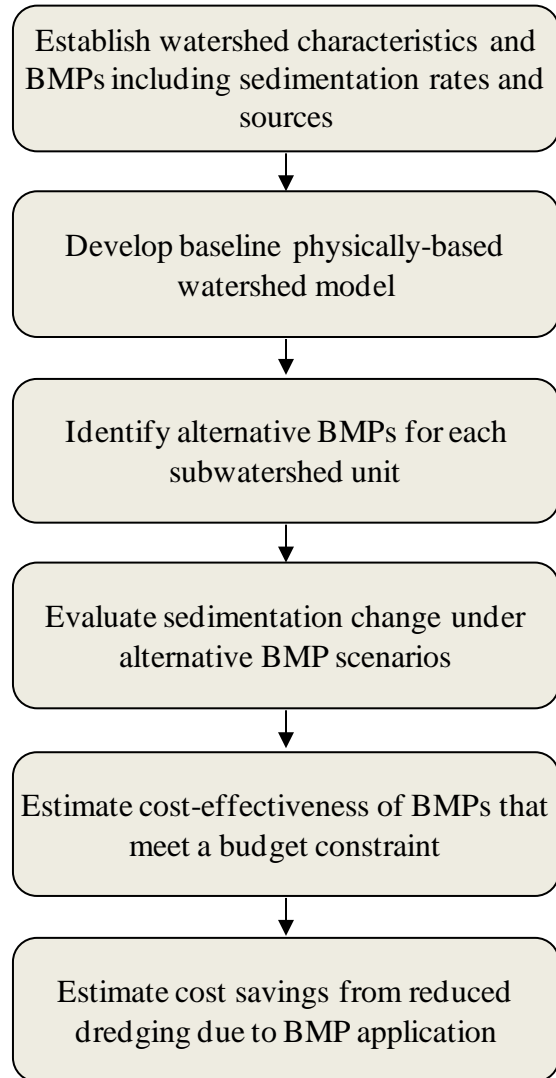 Establish watershed characteristics and
BMPs including sedimentation rates and
sources
Develop baseline physically-based
watershed model
Identify alternative BMPs for each
subwatershed unit
Evaluate sedimentation change under
alternative BMP scenarios
Estimate cost-effectiveness of BMPs that
meet a budget constraint
Estimate cost savings from reduced
dredging due to BMP application